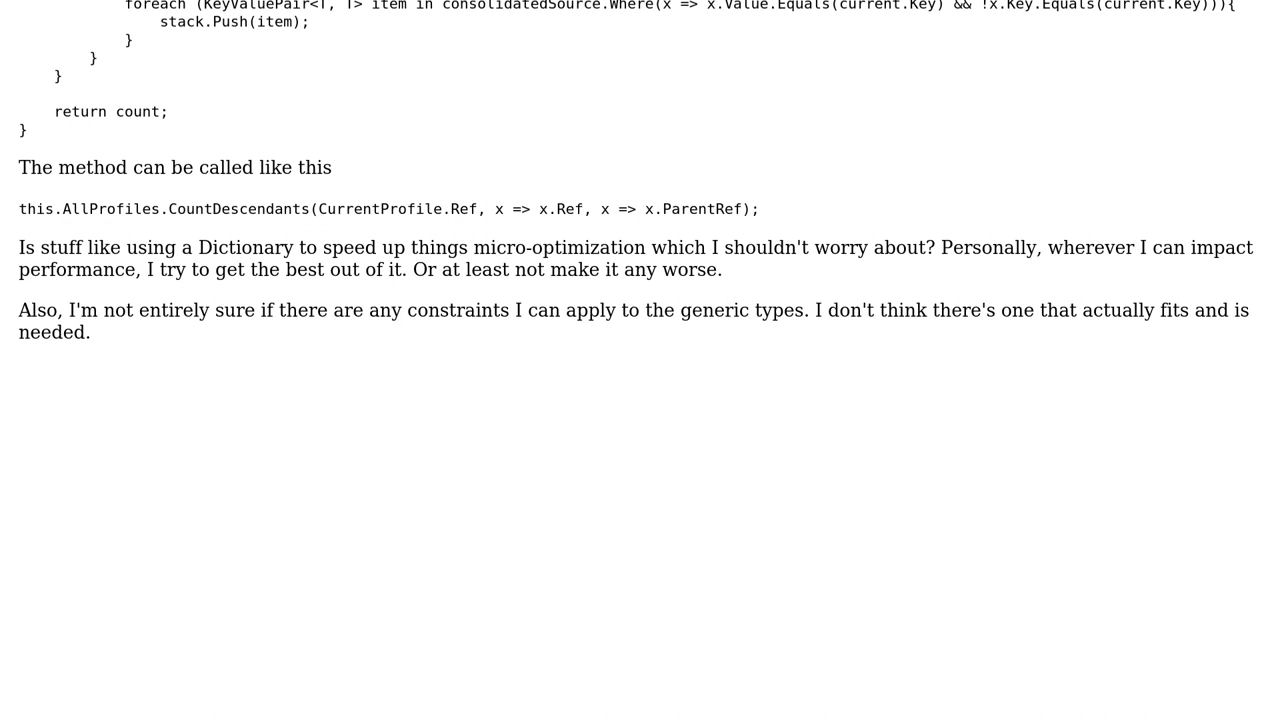 foreach (KeyValuePair<T, T> item in consolidatedSource.Where(x => x.Value.Equals(current.Key) && !x.Key.Equals(current.Key))){
stack.Push(item);
}
}
}
return count;
}
The method can be called like this
this.AllProfiles.CountDescendants(CurrentProfile.Ref, x => x.Ref, x => x.ParentRef);
Is stuff like using a Dictionary to speed up things micro-optimization which I shouldn't worry about? Personally, wherever I can impact
performance, I try to get the best out of it. Or at least not make it any worse.
Also, I'm not entirely sure if there are any constraints I can apply to the generic types. I don't think there's one that actually fits and is
needed.